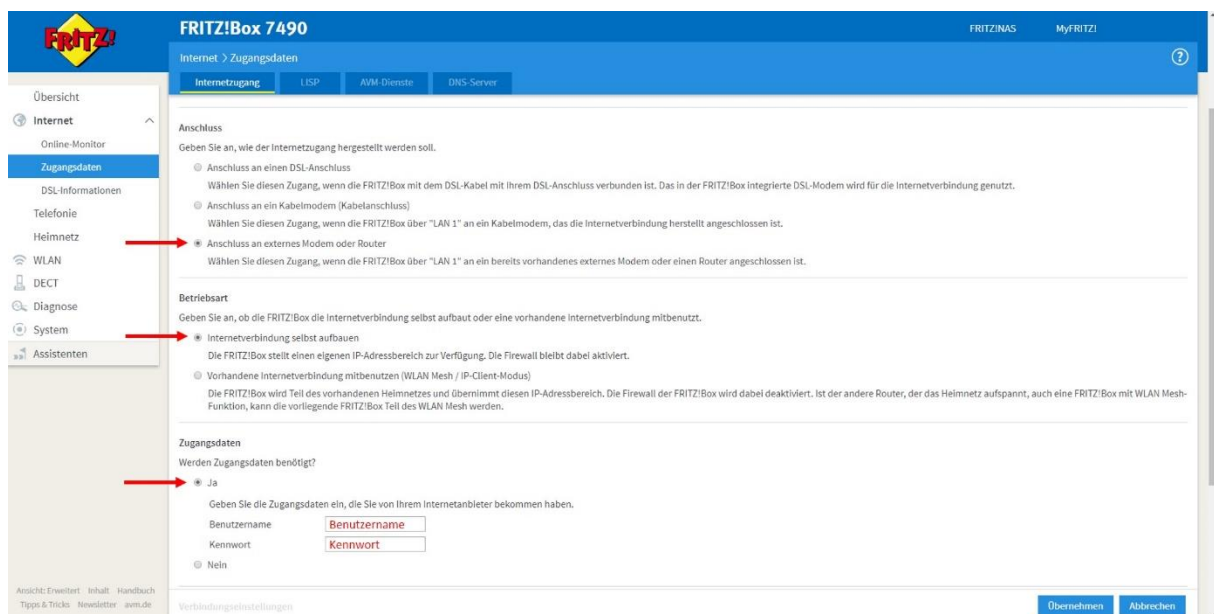 FRITZ!
FRITZ!Box 7490
FRITZ!NAS
MyFRITZ!
Internet > Zugangsdaten
?
Internetzugang
LISP
AVM-Dienste
DNS-Server
Übersicht
Internet
Online-Monitor
Zugangsdaten
DSL-Informationen
Telefonie
Heimnetz
WLAN
DECT
Diagnose
System
Assistenten
Ansicht: Erweitert Inhalt Handbuch
Tipps & Tricks Newsletter avm.de
Anschluss
Geben Sie an, wie der Internetzugang hergestellt werden soll.
Anschluss an einen DSL-Anschluss
Wählen Sie diesen Zugang, wenn die FRITZ!Box mit dem DSL-Kabel mit Ihrem DSL-Anschluss verbunden ist. Das in der FRITZ!Box integrierte DSL-Modem wird für die Internetverbindung genutzt.
Anschluss an ein Kabelmodem (Kabelanschluss)
Wählen Sie diesen Zugang, wenn die FRITZ!Box über "LAN 1" an ein Kabelmodem, das die Internetverbindung herstellt angeschlossen ist.
Anschluss an externes Modem oder Router
Wählen Sie diesen Zugang, wenn die FRITZ!Box über "LAN 1" an ein bereits vorhandenes externes Modem oder einen Router angeschlossen ist.
Betriebsart
Geben Sie an, ob die FRITZ!Box die Internetverbindung selbst aufbaut oder eine vorhandene Internetverbindung mitbenutzt.
Internetverbindung selbst aufbauen
Die FRITZ!Box stellt einen eigenen IP-Adressbereich zur Verfügung. Die Firewall bleibt dabei aktiviert.
Vorhandene Internetverbindung mitbenutzen (WLAN Mesh / IP-Client-Modus)
Die FRITZ!Box wird Teil des vorhandenen Heimnetzes und übernimmt diesen IP-Adressbereich. Die Firewall der FRITZ!Box wird dabei deaktiviert. Ist der andere Router, der das Heimnetz aufspannt, auch eine FRITZ!Box mit WLAN Mesh-
Funktion, kann die vorliegende FRITZ!Box Teil des WLAN Mesh werden.
Zugangsdaten
Werden Zugangsdaten benötigt?
Ja
Geben Sie die Zugangsdaten ein, die Sie von Ihrem Internetanbieter bekommen haben.
Benutzername Benutzername
Kennwort Kennwort
Nein
Verbindungseinstellungen
Übernehmen
Abbrechen